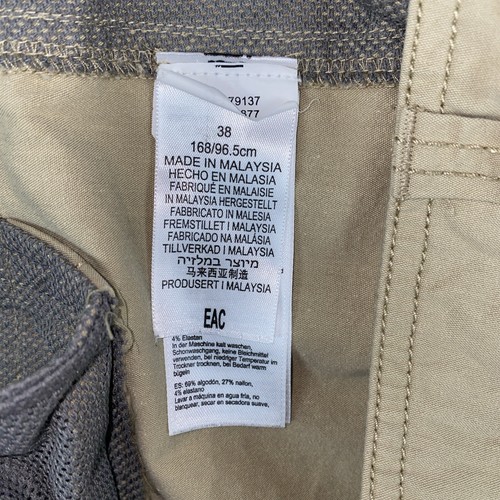 79137
877
38
168/96.5cm
MADE IN MALAYSIA
HECHO EN MALASIA
FABRIQUÉ EN MALAISIE
IN MALAYSIA HERGESTELLT
FABBRICATO IN MALESIA
FREMSTILLET I MALAYSIA
FABRICADO NA MALÁSIA
TILLVERKAD I MALAYSIA
מיוצר במלזיה
马来西亚制造
PRODUSERT I MALAYSIA
EAC
4% Elastan
In der Maschine kalt waschen,
Schonwaschgang, keine Bleichmittel
verwenden, bei niedriger Temperatur im
Trockner trocknen, bei Bedarf warm
bügeln
ES: 69% algodón, 27% nailon,
4% elastano
Lavar a máquina en agua fría, no
blanquear, secar en secadora suave,